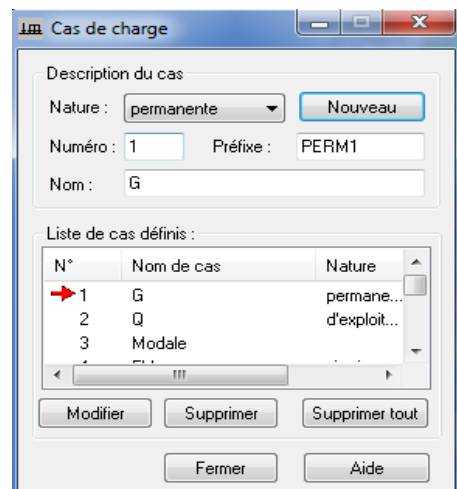 Cas de charge
Description du cas
Nature : permanente Nouveau
Numéro : 1 Préfixe : PERM1
Nom : G
Liste de cas définis :
N° Nom de cas Nature
1 G permane...
2 Q d'exploit...
3 Modale
Modifier Supprimer Supprimer tout
Fermer Aide